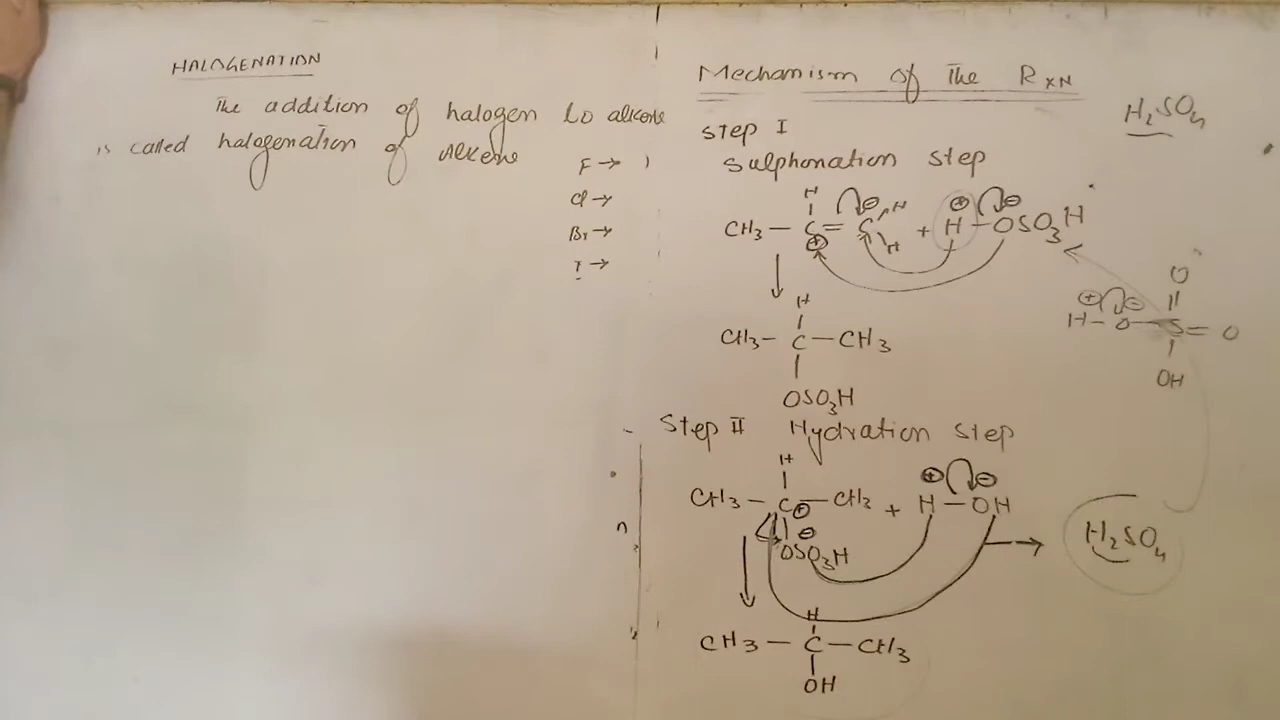 HALOGENATION
The addition of halogen to alkene
is called halogenation of Alkene
F →
Cl →
Br →
I →
Mechanism of The RXN
H2SO4
Step I
Sulphonation step
H
⊖ H ⊕ ⊖
CH3 — C = C + H — OSO3H
⊕ H
H
CH3 — C — CH3
OSO3H
O
⊕ ⊖
H — O — S = O
OH
Step II Hydration step
H ⊕ ⊖
CH3 — C — CH3 + H — OH
⊕
⊖
OSO3H
→ H2SO4
H
CH3 — C — CH3
OH